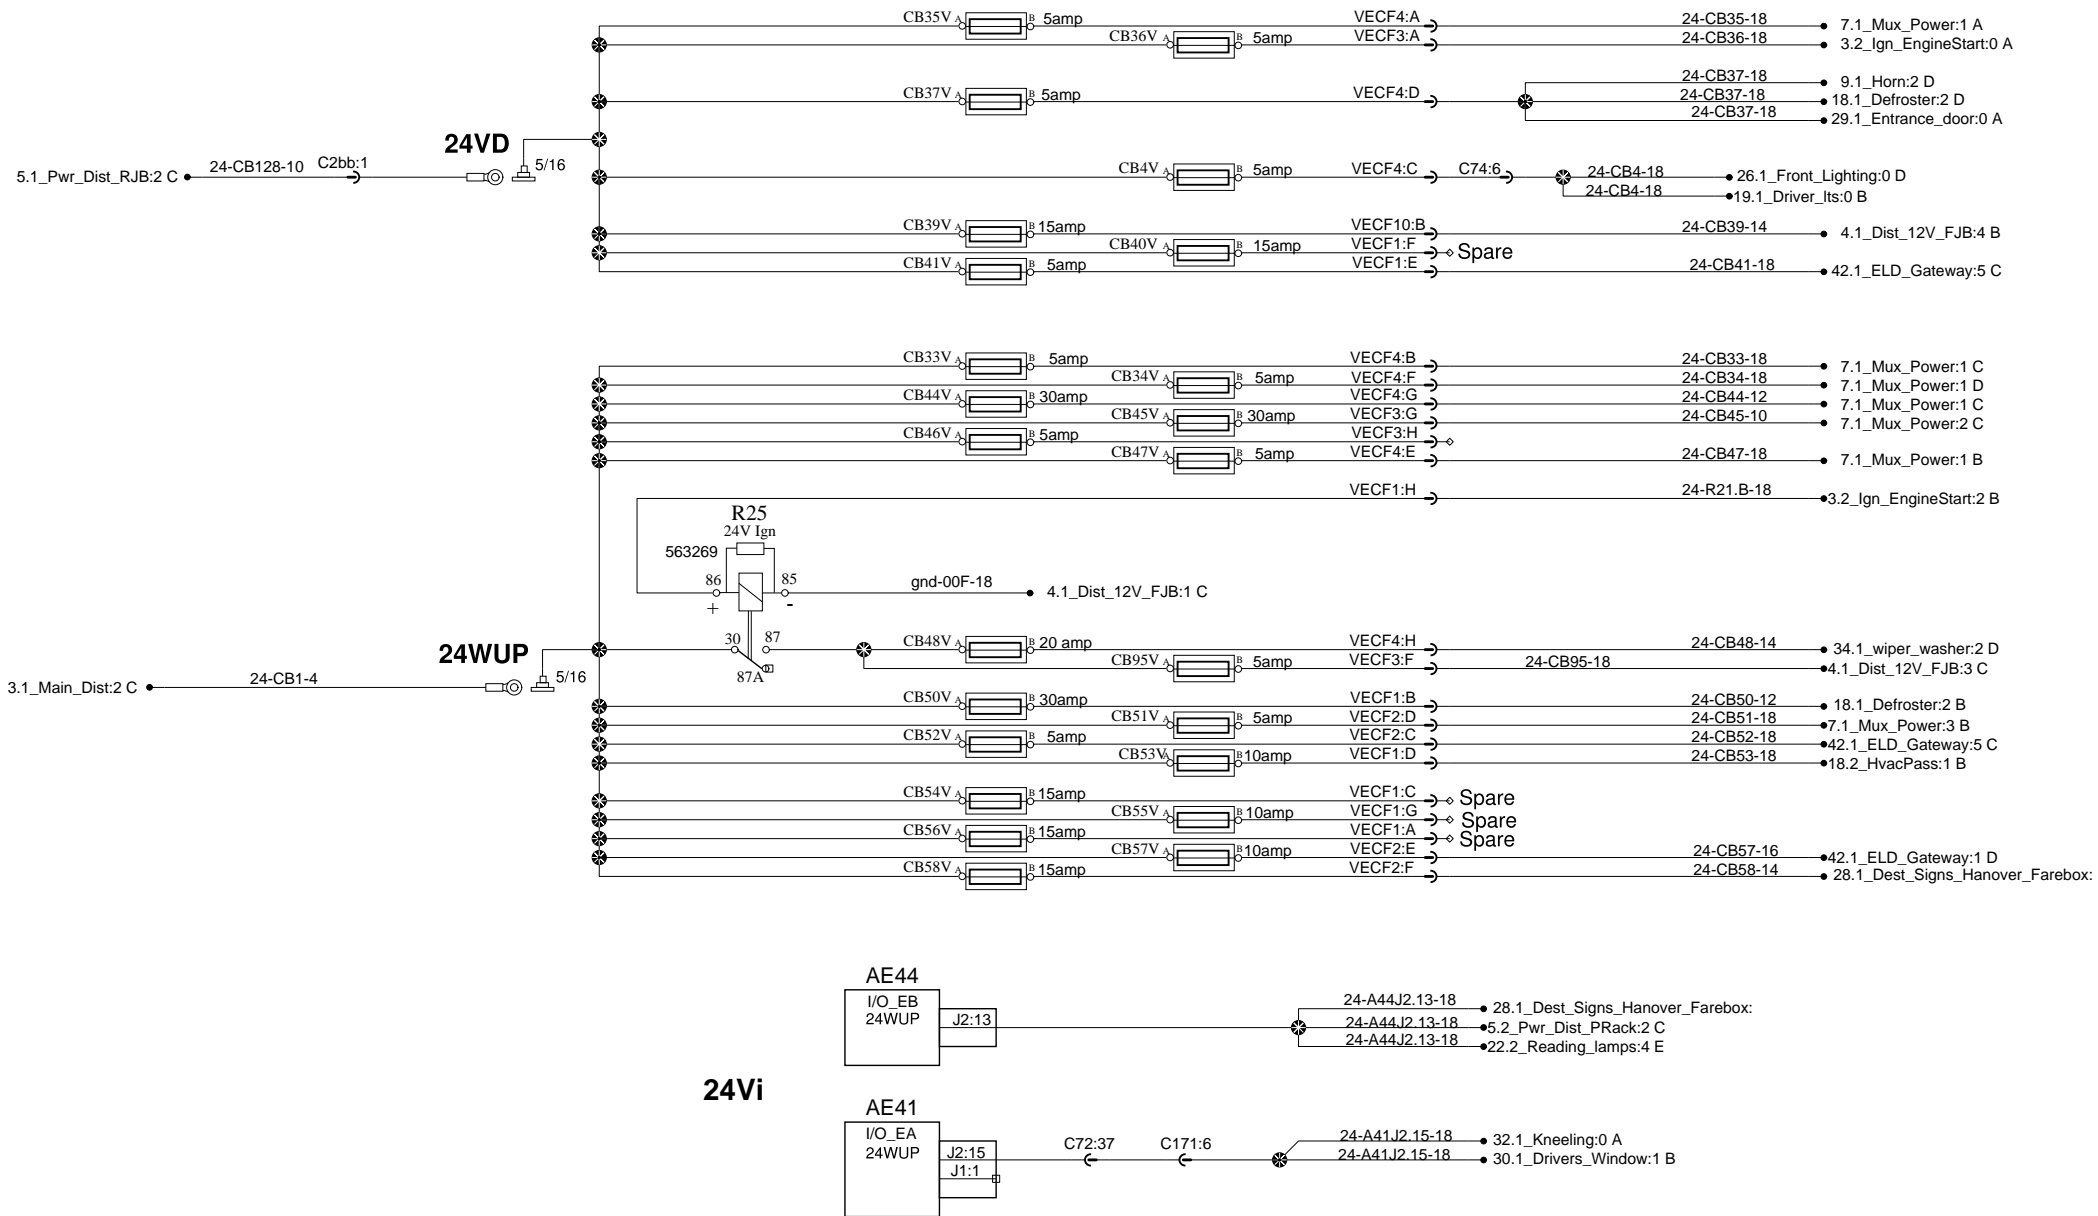 CB35V A B 5amp VECF4:A 24-CB35-18 7.1_Mux_Power:1 A
CB36V A B 5amp VECF3:A 24-CB36-18 3.2_Ign_EngineStart:0 A
24-CB37-18 9.1_Horn:2 D
CB37V A B 5amp VECF4:D 24-CB37-18 18.1_Defroster:2 D
24-CB37-18 29.1_Entrance_door:0 A
24VD
5/16
5.1_Pwr_Dist_RJB:2 C 24-CB128-10 C2bb:1
CB4V A B 5amp VECF4:C C74:6 24-CB4-18 26.1_Front_Lighting:0 D
24-CB4-18 19.1_Driver_lts:0 B
CB39V A B 15amp VECF10:B 24-CB39-14 4.1_Dist_12V_FJB:4 B
CB40V A B 15amp VECF1:F Spare
CB41V A B 5amp VECF1:E 24-CB41-18 42.1_ELD_Gateway:5 C
CB33V A B 5amp VECF4:B 24-CB33-18 7.1_Mux_Power:1 C
CB34V A B 5amp VECF4:F 24-CB34-18 7.1_Mux_Power:1 D
CB44V A B 30amp VECF4:G 24-CB44-12 7.1_Mux_Power:1 C
CB45V A B 30amp VECF3:G 24-CB45-10 7.1_Mux_Power:2 C
CB46V A B 5amp VECF3:H
CB47V A B 5amp VECF4:E 24-CB47-18 7.1_Mux_Power:1 B
VECF1:H 24-R21.B-18 3.2_Ign_EngineStart:2 B
R25
24V Ign
563269
86 85 gnd-00F-18 4.1_Dist_12V_FJB:1 C
+ -
30 87
87A
24WUP
5/16
3.1_Main_Dist:2 C 24-CB1-4
CB48V A B 20 amp VECF4:H 24-CB48-14 34.1_wiper_washer:2 D
CB95V A B 5amp VECF3:F 24-CB95-18 4.1_Dist_12V_FJB:3 C
CB50V A B 30amp VECF1:B 24-CB50-12 18.1_Defroster:2 B
CB51V A B 5amp VECF2:D 24-CB51-18 7.1_Mux_Power:3 B
CB52V A B 5amp VECF2:C 24-CB52-18 42.1_ELD_Gateway:5 C
CB53V A B 10amp VECF1:D 24-CB53-18 18.2_HvacPass:1 B
CB54V A B 15amp VECF1:C Spare
CB55V A B 10amp VECF1:G Spare
CB56V A B 15amp VECF1:A Spare
CB57V A B 10amp VECF2:E 24-CB57-16 42.1_ELD_Gateway:1 D
CB58V A B 15amp VECF2:F 24-CB58-14 28.1_Dest_Signs_Hanover_Farebox:
AE44
I/O_EB
24WUP
J2:13
24-A44J2.13-18 28.1_Dest_Signs_Hanover_Farebox:
24-A44J2.13-18 5.2_Pwr_Dist_PRack:2 C
24-A44J2.13-18 22.2_Reading_lamps:4 E
24Vi
AE41
I/O_EA
24WUP
J2:15
J1:1
C72:37 C171:6
24-A41J2.15-18 32.1_Kneeling:0 A
24-A41J2.15-18 30.1_Drivers_Window:1 B